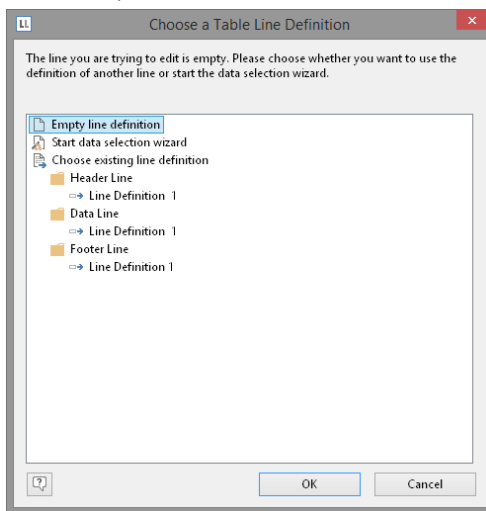 LL
Choose a Table Line Definition
The line you are trying to edit is empty. Please choose whether you want to use the
definition of another line or start the data selection wizard.
Empty line definition
Start data selection wizard
Choose existing line definition
Header Line
Line Definition 1
Data Line
Line Definition 1
Footer Line
Line Definition 1
OK
Cancel